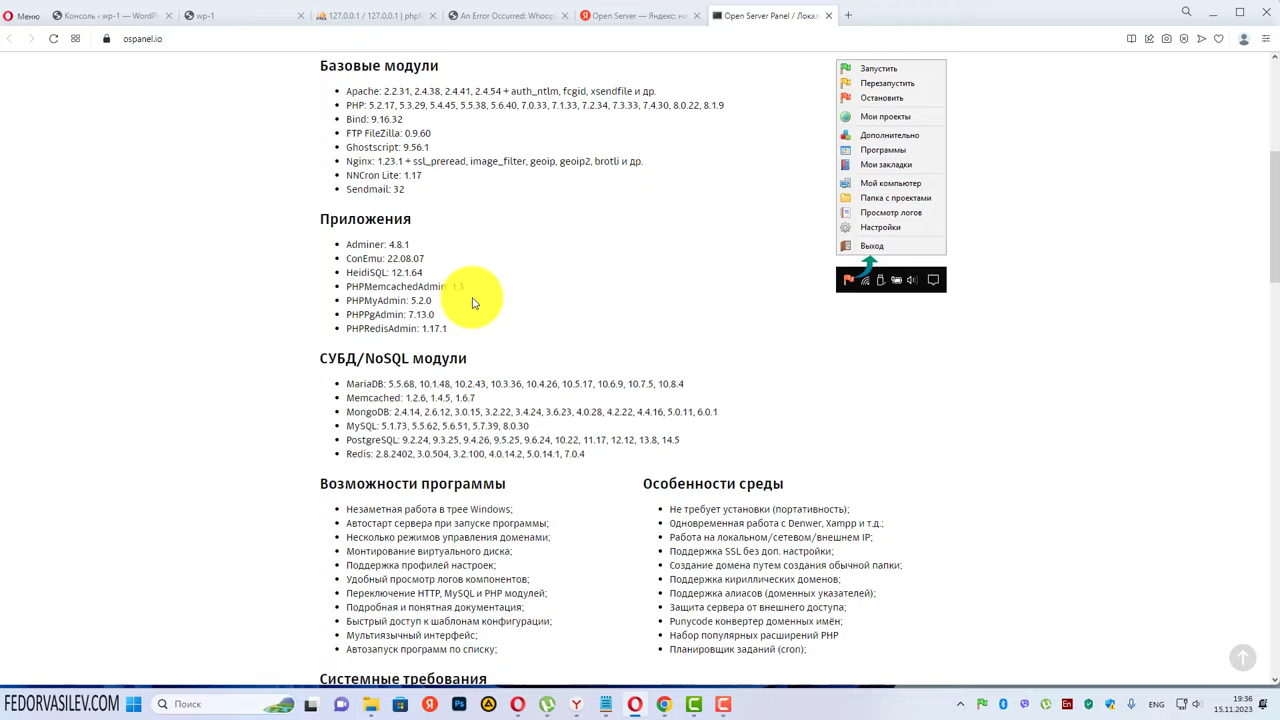 Меню
Консоль ‹ wp-1 — WordPr
wp-1
127.0.0.1 / 127.0.0.1 | phpM
An Error Occurred: Whoops
Open Server — Яндекс: на
Open Server Panel / Локал
ospanel.io
Базовые модули
Apache: 2.2.31, 2.4.38, 2.4.41, 2.4.54 + auth_ntlm, fcgid, xsendfile и др.
PHP: 5.2.17, 5.3.29, 5.4.45, 5.5.38, 5.6.40, 7.0.33, 7.1.33, 7.2.34, 7.3.33, 7.4.30, 8.0.22, 8.1.9
Bind: 9.16.32
FTP FileZilla: 0.9.60
Ghostscript: 9.56.1
Nginx: 1.23.1 + ssl_preread, image_filter, geoip, geoip2, brotli и др.
NNCron Lite: 1.17
Sendmail: 32
Приложения
Adminer: 4.8.1
ConEmu: 22.08.07
HeidiSQL: 12.1.64
PHPMemcachedAdmin: 1.3
PHPMyAdmin: 5.2.0
PHPPgAdmin: 7.13.0
PHPRedisAdmin: 1.17.1
СУБД/NoSQL модули
MariaDB: 5.5.68, 10.1.48, 10.2.43, 10.3.36, 10.4.26, 10.5.17, 10.6.9, 10.7.5, 10.8.4
Memcached: 1.2.6, 1.4.5, 1.6.7
MongoDB: 2.4.14, 2.6.12, 3.0.15, 3.2.22, 3.4.24, 3.6.23, 4.0.28, 4.2.22, 4.4.16, 5.0.11, 6.0.1
MySQL: 5.1.73, 5.5.62, 5.6.51, 5.7.39, 8.0.30
PostgreSQL: 9.2.24, 9.3.25, 9.4.26, 9.5.25, 9.6.24, 10.22, 11.17, 12.12, 13.8, 14.5
Redis: 2.8.2402, 3.0.504, 3.2.100, 4.0.14.2, 5.0.14.1, 7.0.4
Возможности программы
Незаметная работа в трее Windows;
Автостарт сервера при запуске программы;
Несколько режимов управления доменами;
Монтирование виртуального диска;
Поддержка профилей настроек;
Удобный просмотр логов компонентов;
Переключение HTTP, MySQL и PHP модулей;
Подробная и понятная документация;
Быстрый доступ к шаблонам конфигурации;
Мультиязычный интерфейс;
Автозапуск программ по списку;
Особенности среды
Не требует установки (портативность);
Одновременная работа с Denwer, Xampp и т.д.;
Работа на локальном/сетевом/внешнем IP;
Поддержка SSL без доп. настройки;
Создание домена путем создания обычной папки;
Поддержка кириллических доменов;
Поддержка алиасов (доменных указателей);
Защита сервера от внешнего доступа;
Punycode конвертер доменных имён;
Набор популярных расширений PHP
Планировщик заданий (cron);
Системные требования
Запустить
Перезапустить
Остановить
Мои проекты
Дополнительно
Программы
Мои закладки
Мой компьютер
Папка с проектами
Просмотр логов
Настройки
Выход
FEDORVASILEV.COM
Поиск
19:36
15.11.2023